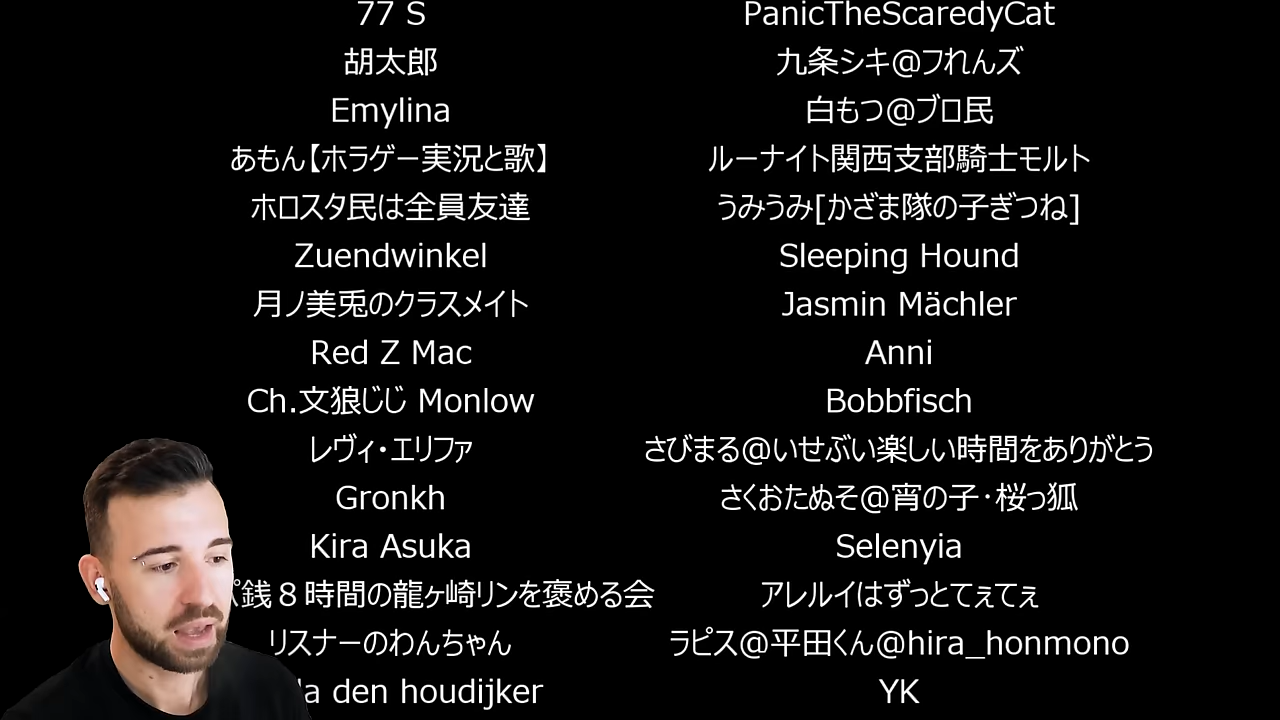 77 S
PanicTheScaredyCat
胡太郎
九条シキ@フれんズ
Emylina
白もつ@ブロ民
あもん【ホラゲー実況と歌】
ルーナイト関西支部騎士モルト
ホロスタ民は全員友達
うみうみ[かざま隊の子ぎつね]
Zuendwinkel
Sleeping Hound
月ノ美兎のクラスメイト
Jasmin Mächler
Red Z Mac
Anni
Ch.文狼じじ Monlow
Bobbfisch
レヴィ・エリファ
さびまる@いせぶい楽しい時間をありがとう
Gronkh
さくおたぬそ@宵の子・桜っ狐
Kira Asuka
Selenyia
銭８時間の龍ヶ崎リンを褒める会
アレルイはずっとてぇてぇ
リスナーのわんちゃん
ラピス@平田くん@hira_honmono
den houdijker
YK